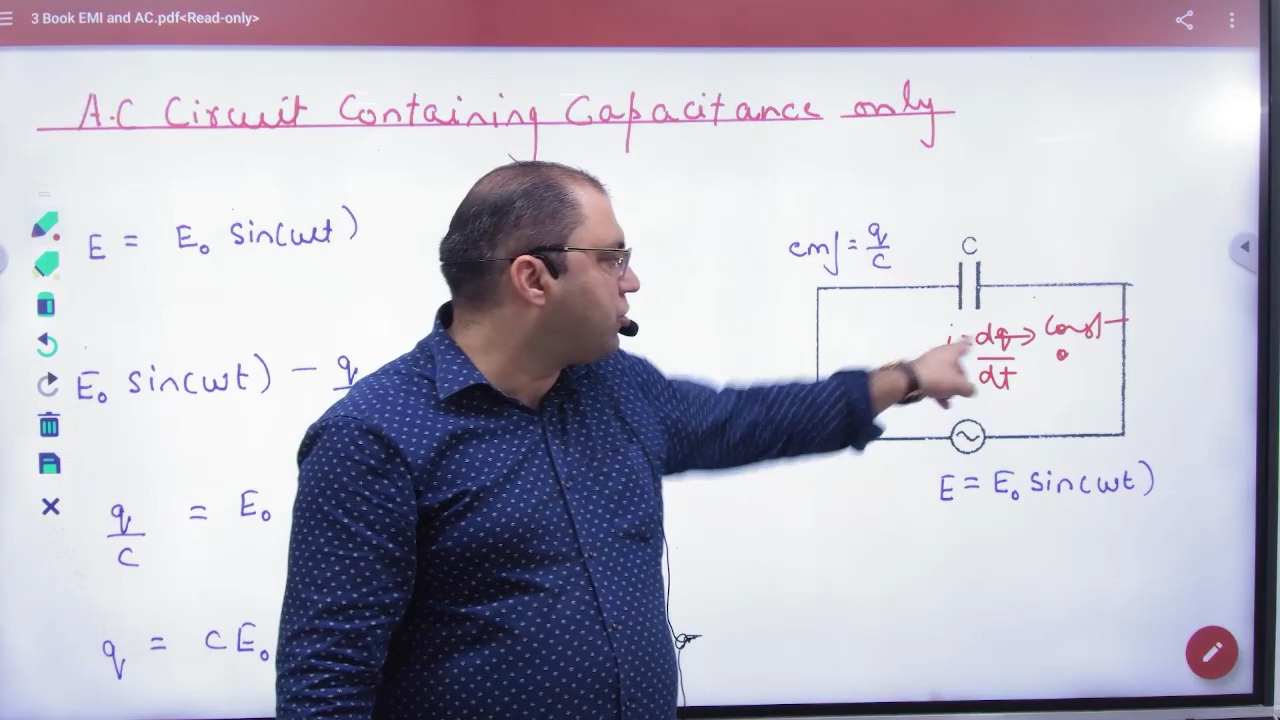 3 Book EMI and AC.pdf<Read-only>
A.C Circuit Containing Capacitance only
E = E₀ sin(ωt)
emf = q/c
C
i = dq/dt → const
0
E₀ sin(ωt) - q
E = E₀ sin(ωt)
q/c = E₀
q = cE₀